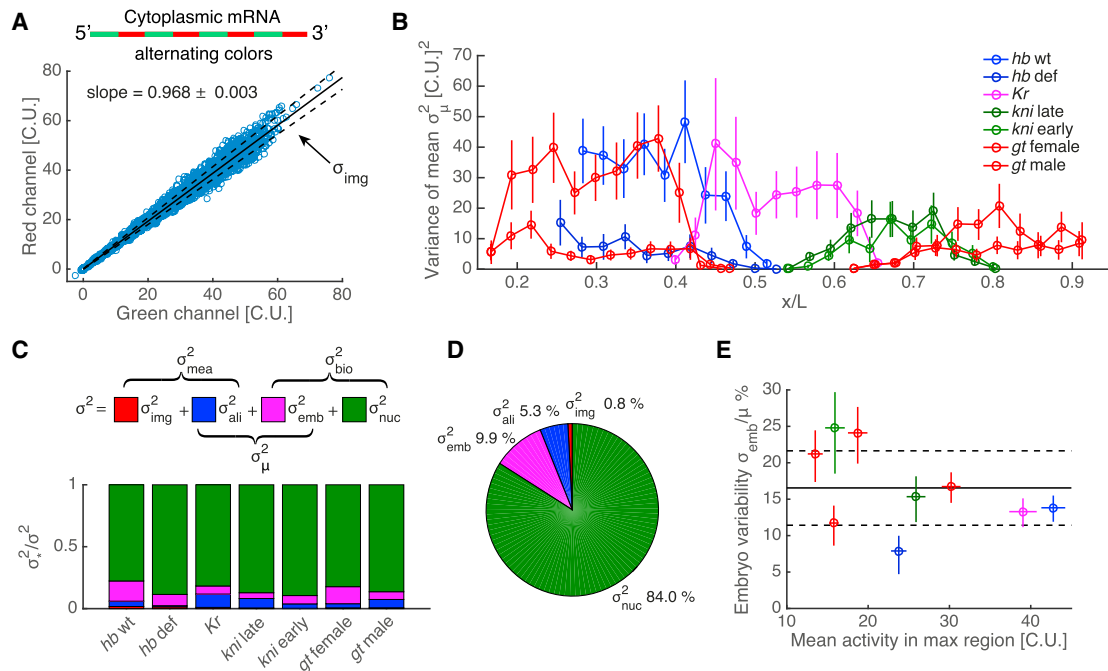 A
Cytoplasmic mRNA
5’ 3’
alternating colors
slope = 0.968 ± 0.003
σimg
Red channel [C.U.]
80
60
40
20
0
0 20 40 60 80
Green channel [C.U.]
B
Variance of mean σ²μ [C.U.]²
70
60
50
40
30
20
10
0
0.2 0.3 0.4 0.5 0.6 0.7 0.8 0.9
x/L
hb wt
hb def
Kr
kni late
kni early
gt female
gt male
C
σ²mea σ²bio
σ² = σ²img + σ²ali + σ²emb + σ²nuc
σ²μ
σ²*/σ²
1
0.5
0
hb wt
hb def
Kr
kni late
kni early
gt female
gt male
D
σ²img 0.8 %
σ²ali 5.3 %
σ²emb 9.9 %
σ²nuc 84.0 %
E
Embryo variability σemb/μ %
30
25
20
15
10
5
0
10 20 30 40
Mean activity in max region [C.U.]